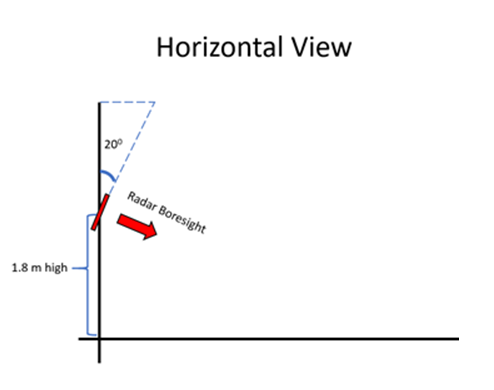 Horizontal View
20⁰
Radar Boresight
1.8 m high